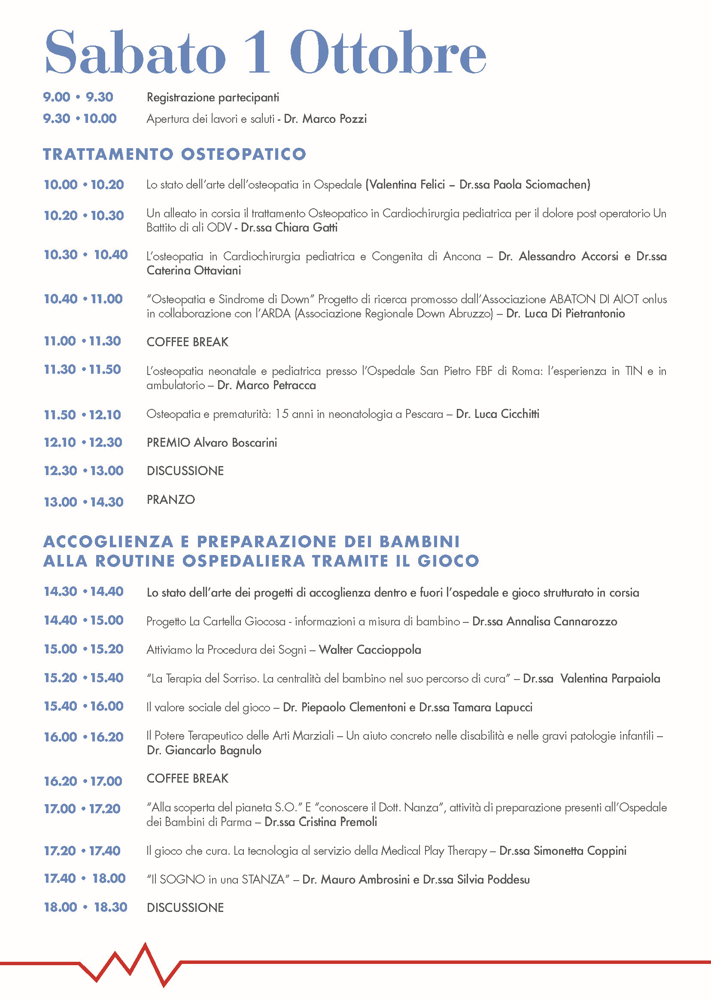 Sabato 1 Ottobre
9.00 • 9.30 Registrazione partecipanti
9.30 • 10.00 Apertura dei lavori e saluti - Dr. Marco Pozzi
TRATTAMENTO OSTEOPATICO
10.00 • 10.20 Lo stato dell’arte dell’osteopatia in Ospedale (Valentina Felici – Dr.ssa Paola Sciomachen)
10.20 • 10.30 Un alleato in corsia il trattamento Osteopatico in Cardiochirurgia pediatrica per il dolore post operatorio Un
Battito di ali ODV - Dr.ssa Chiara Gatti
10.30 • 10.40 L’osteopatia in Cardiochirurgia pediatrica e Congenita di Ancona – Dr. Alessandro Accorsi e Dr.ssa
Caterina Ottaviani
10.40 • 11.00 “Osteopatia e Sindrome di Down” Progetto di ricerca promosso dall’Associazione ABATON DI AIOT onlus
in collaborazione con l’ARDA (Associazione Regionale Down Abruzzo) – Dr. Luca Di Pietrantonio
11.00 • 11.30 COFFEE BREAK
11.30 • 11.50 L’osteopatia neonatale e pediatrica presso l’Ospedale San Pietro FBF di Roma: l’esperienza in TIN e in
ambulatorio – Dr. Marco Petracca
11.50 • 12.10 Osteopatia e prematurità: 15 anni in neonatologia a Pescara – Dr. Luca Cicchitti
12.10 • 12.30 PREMIO Alvaro Boscarini
12.30 • 13.00 DISCUSSIONE
13.00 • 14.30 PRANZO
ACCOGLIENZA E PREPARAZIONE DEI BAMBINI
ALLA ROUTINE OSPEDALIERA TRAMITE IL GIOCO
14.30 • 14.40 Lo stato dell’arte dei progetti di accoglienza dentro e fuori l’ospedale e gioco strutturato in corsia
14.40 • 15.00 Progetto La Cartella Giocosa - informazioni a misura di bambino – Dr.ssa Annalisa Cannarozzo
15.00 • 15.20 Attiviamo la Procedura dei Sogni – Walter Caccioppola
15.20 • 15.40 “La Terapia del Sorriso. La centralità del bambino nel suo percorso di cura” – Dr.ssa Valentina Parpaiola
15.40 • 16.00 Il valore sociale del gioco – Dr. Piepaolo Clementoni e Dr.ssa Tamara Lapucci
16.00 • 16.20 Il Potere Terapeutico delle Arti Marziali – Un aiuto concreto nelle disabilità e nelle gravi patologie infantili –
Dr. Giancarlo Bagnulo
16.20 • 17.00 COFFEE BREAK
17.00 • 17.20 “Alla scoperta del pianeta S.O.” E “conoscere il Dott. Nanza”, attività di preparazione presenti all’Ospedale
dei Bambini di Parma – Dr.ssa Cristina Premoli
17.20 • 17.40 Il gioco che cura. La tecnologia al servizio della Medical Play Therapy – Dr.ssa Simonetta Coppini
17.40 • 18.00 “Il SOGNO in una STANZA” – Dr. Mauro Ambrosini e Dr.ssa Silvia Poddesu
18.00 • 18.30 DISCUSSIONE